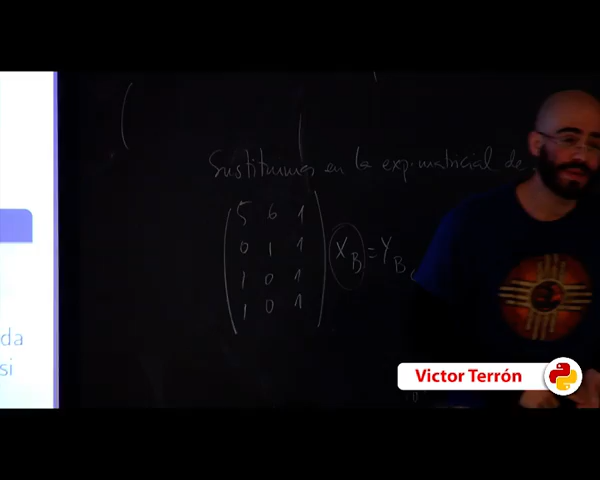 Sustituimos en la exp. matricial de
5 6 1
0 1 1 X_B = Y_B
1 0 1
1 0 1
da
si
Victor Terrón